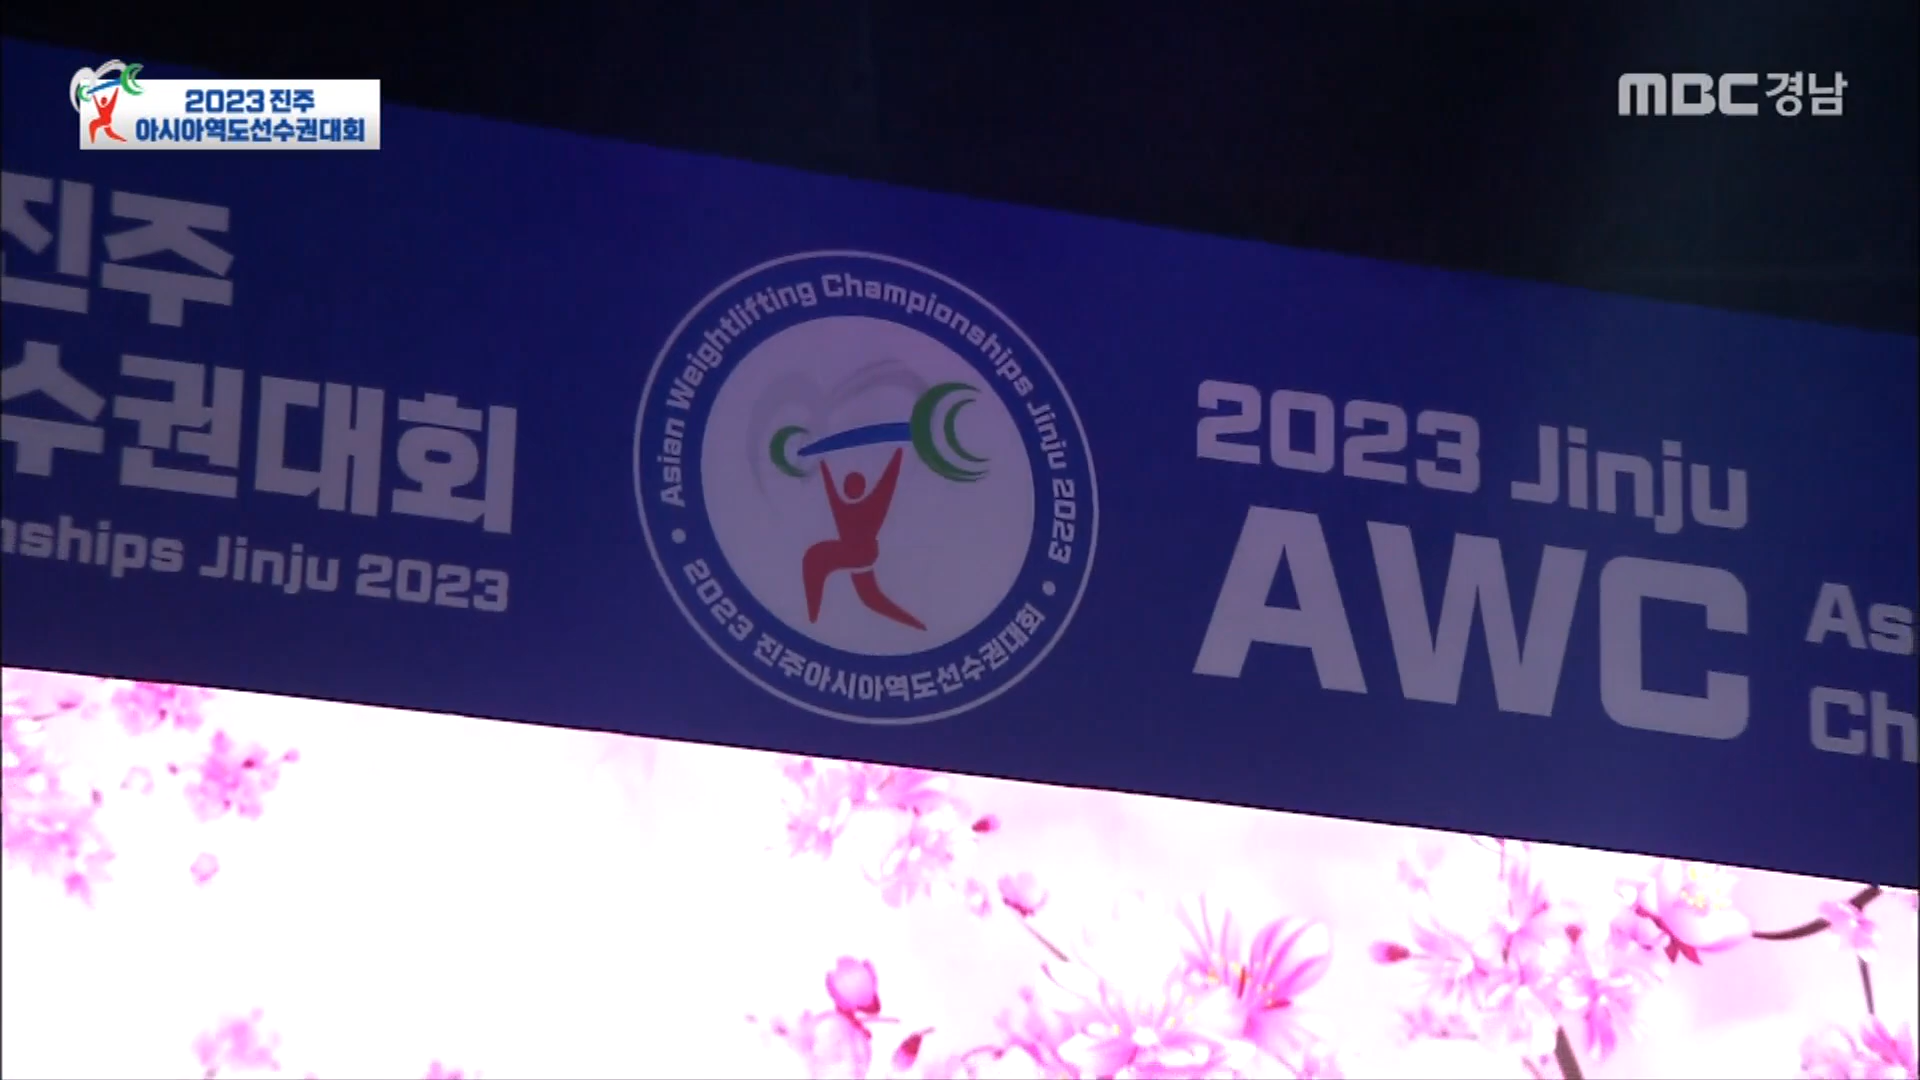 2023 진주
아시아역도선수권대회
MBC경남
진주
수권대회
nships Jinju 2023
Asian Weightlifting Championships Jinju 2023
2023 진주아시아역도선수권대회
2023 Jinju
AWC
As
Ch